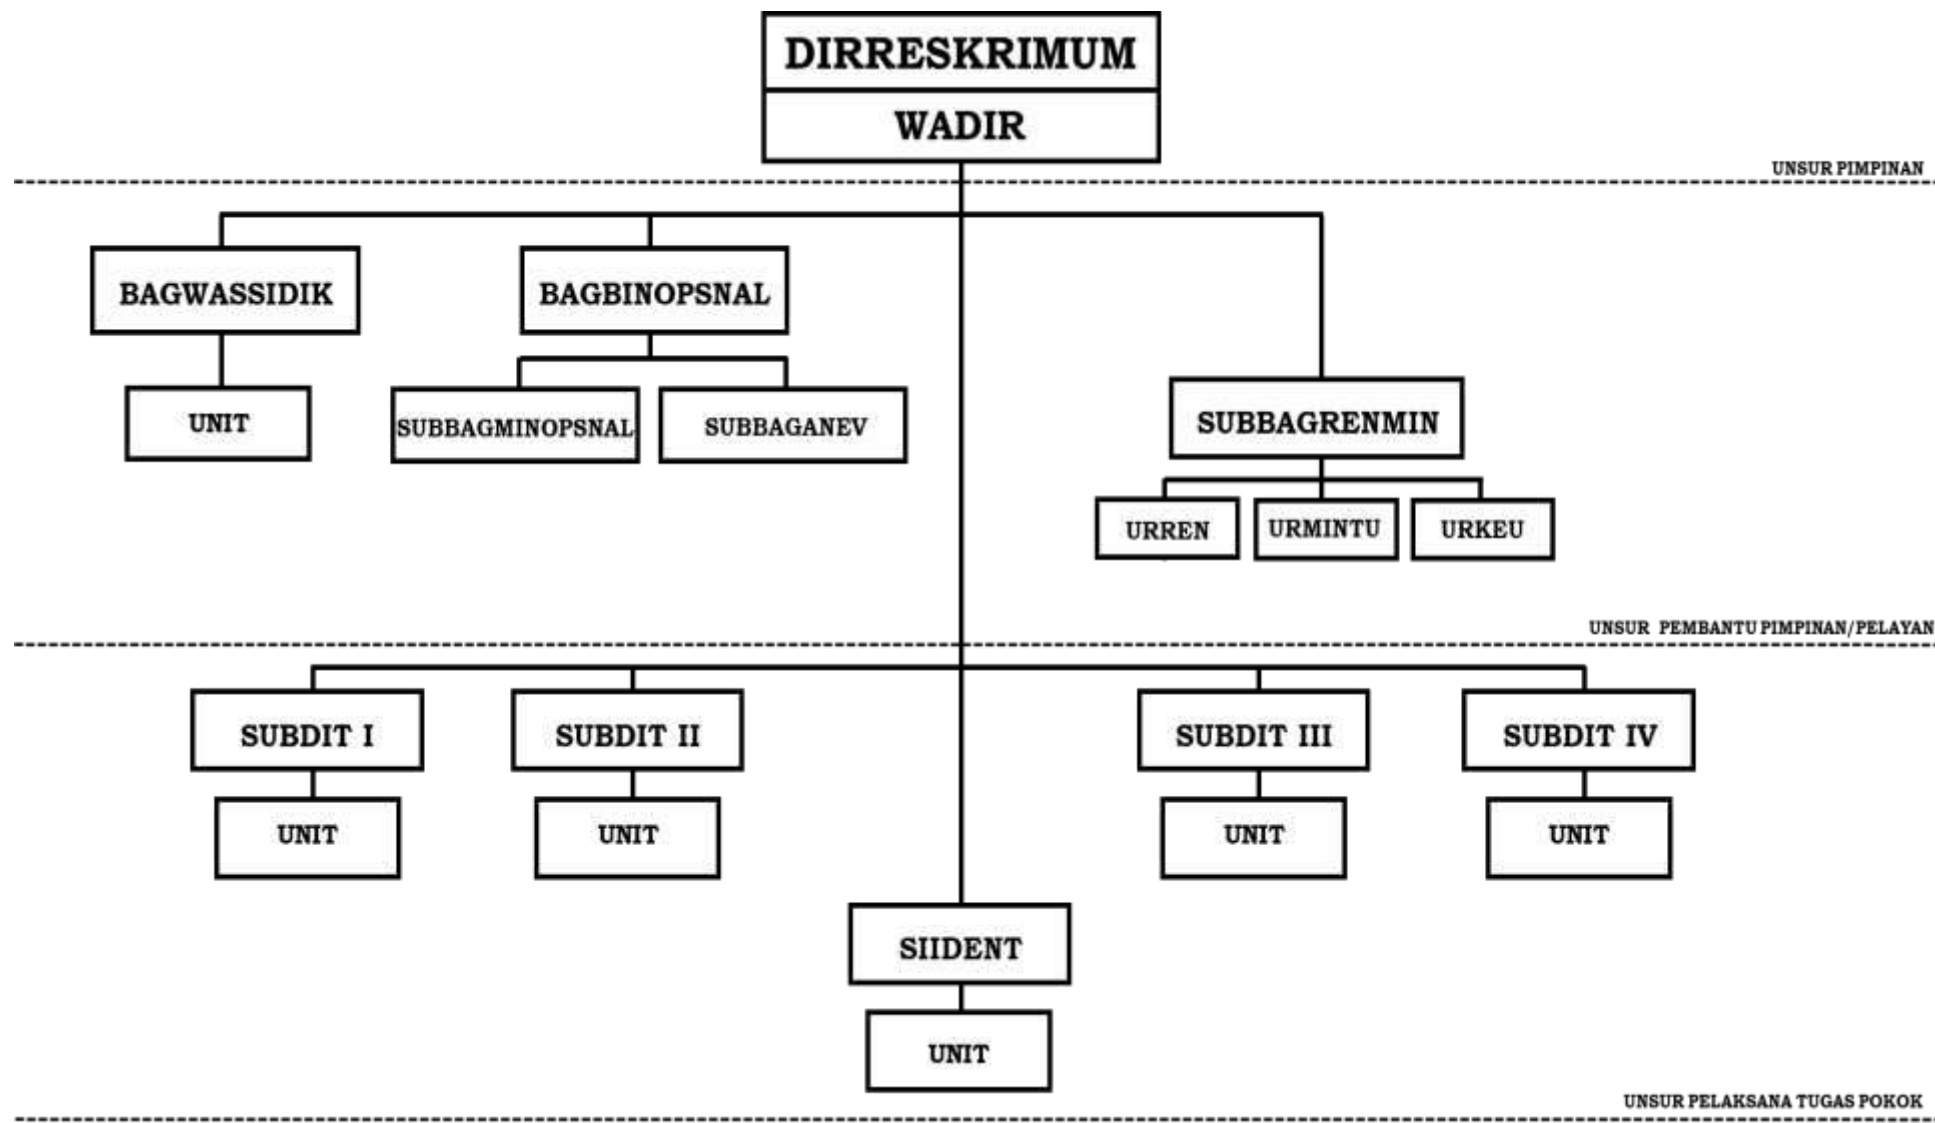 DIRRESKRIMUM
WADIR
UNSUR PIMPINAN
BAGWASSIDIK
BAGBINOPSNAL
UNIT
SUBBAGMINOPSNAL
SUBBAGANEV
SUBBAGRENMIN
URREN
URMINTU
URKEU
UNSUR PEMBANTU PIMPINAN/PELAYAN
SUBDIT I
SUBDIT II
SUBDIT III
SUBDIT IV
UNIT
UNIT
UNIT
UNIT
SIIDENT
UNIT
UNSUR PELAKSANA TUGAS POKOK